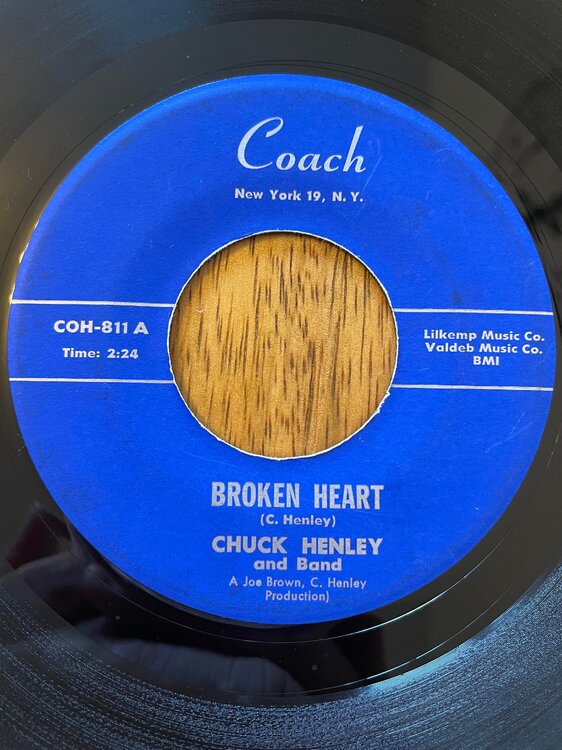 Coach
New York 19, N. Y.
COH-811 A
Time: 2:24
Lilkemp Music Co.
Valdeb Music Co.
BMI
BROKEN HEART
(C. Henley)
CHUCK HENLEY
and Band
A Joe Brown, C. Henley
Production)